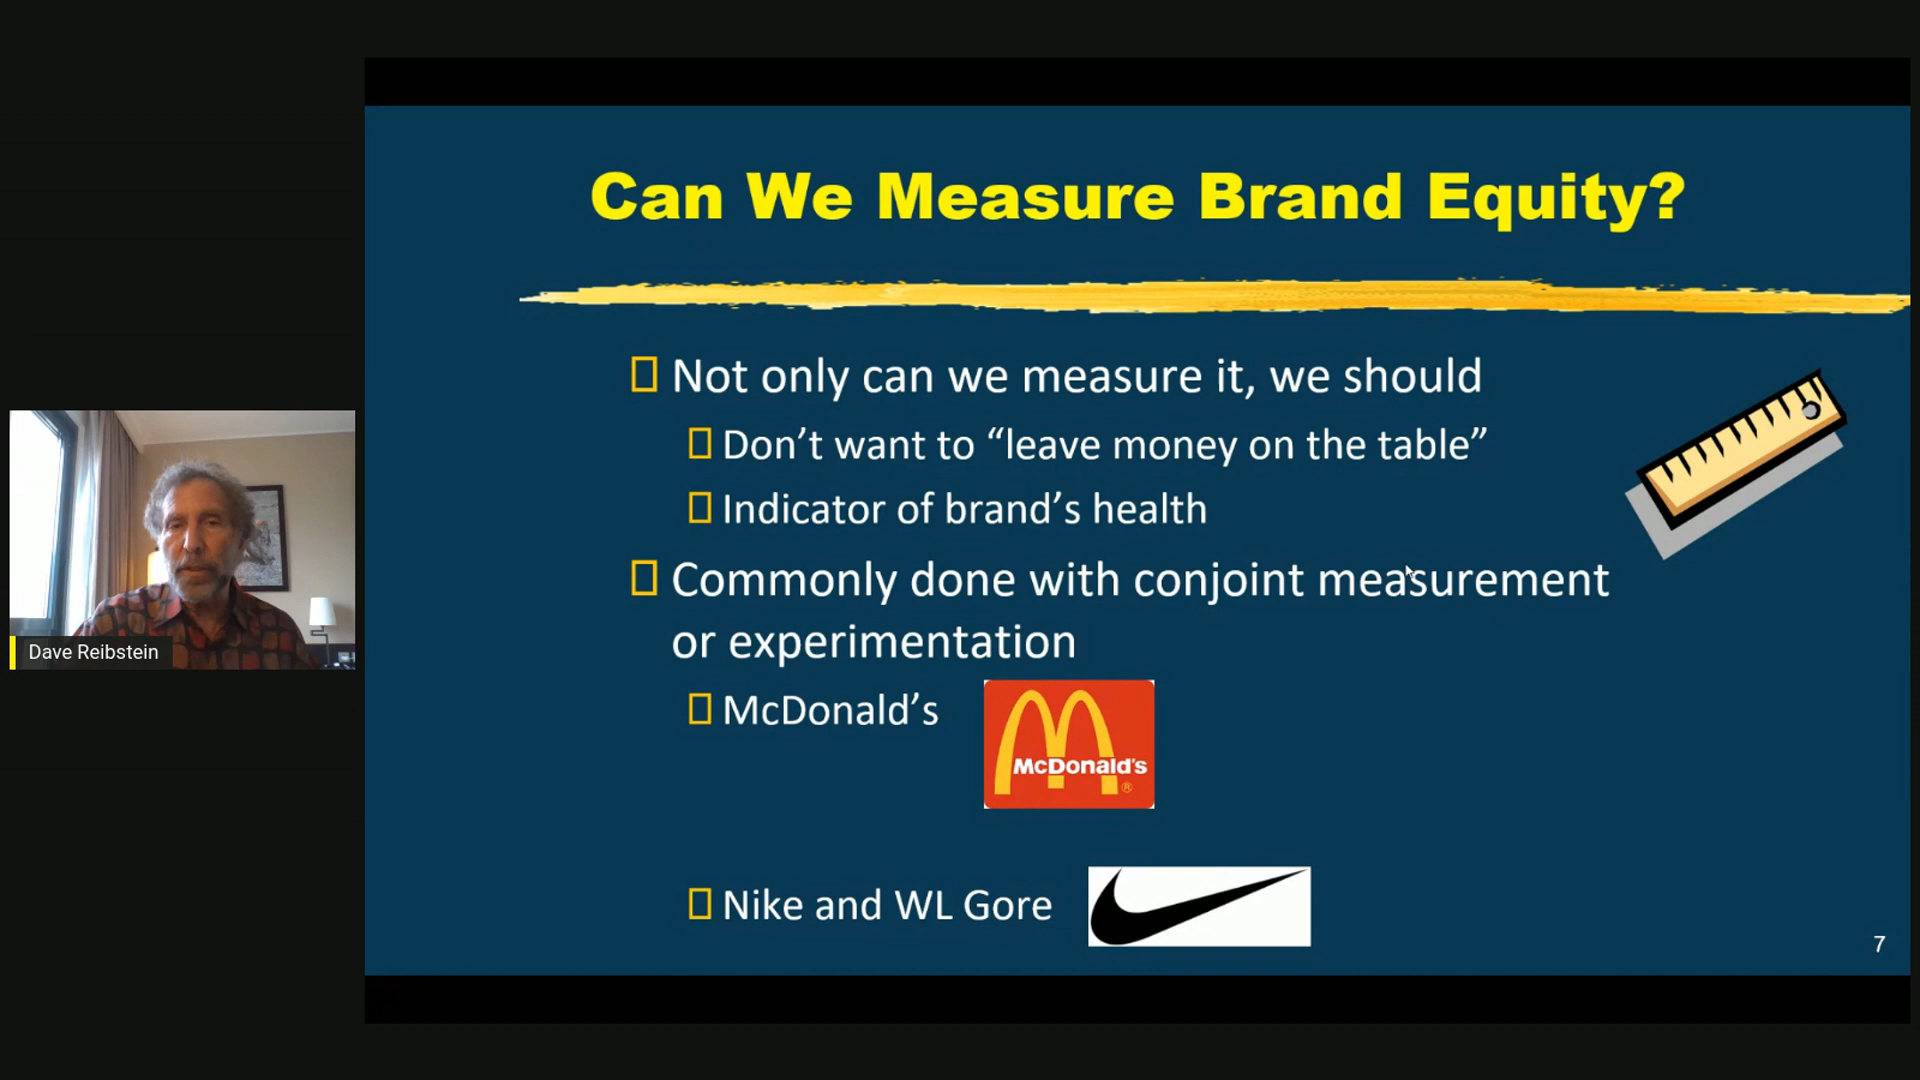 Can We Measure Brand Equity?
Not only can we measure it, we should
Don’t want to “leave money on the table”
Indicator of brand’s health
Commonly done with conjoint measurement
or experimentation
McDonald’s
McDonald's
®
Nike and WL Gore
7
Dave Reibstein